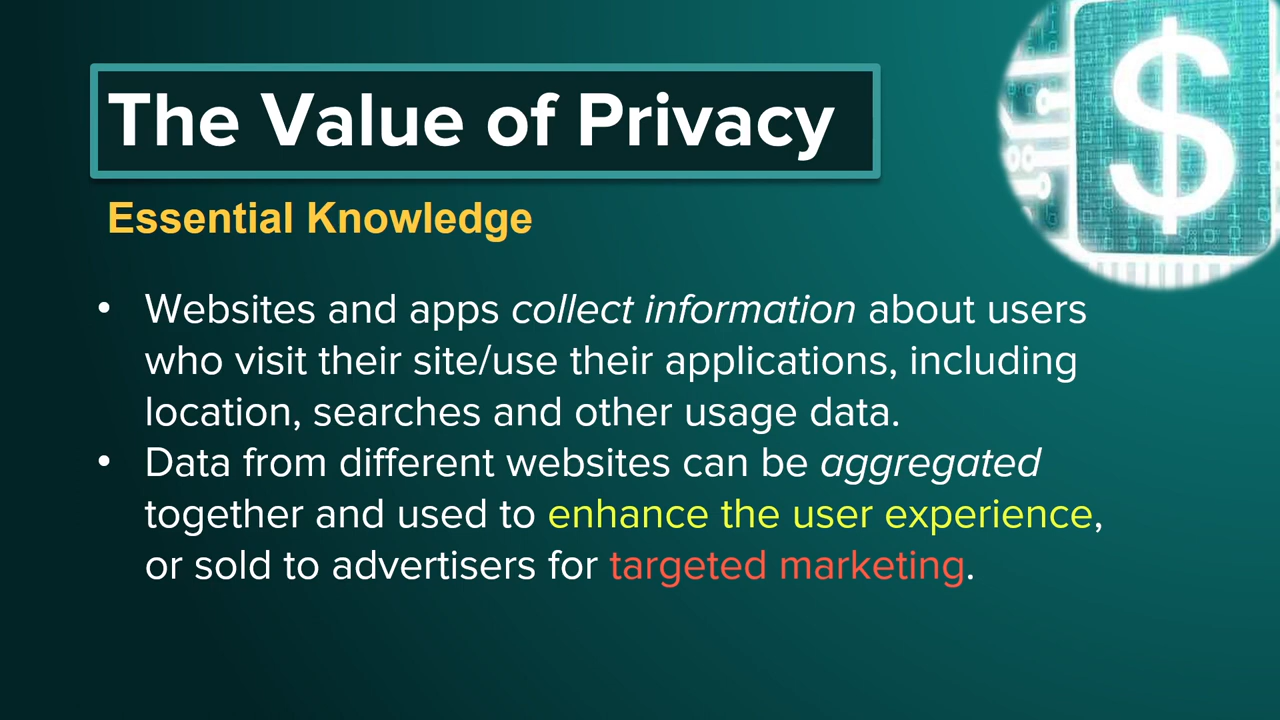 The Value of Privacy
Essential Knowledge
• Websites and apps collect information about users
who visit their site/use their applications, including
location, searches and other usage data.
• Data from different websites can be aggregated
together and used to enhance the user experience,
or sold to advertisers for targeted marketing.
$